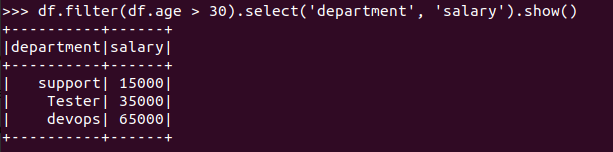 >>> df.filter(df.age > 30).select('department', 'salary').show()
+----------+------+
|department|salary|
+----------+------+
|   support| 15000|
|    Tester| 35000|
|    devops| 65000|
+----------+------+